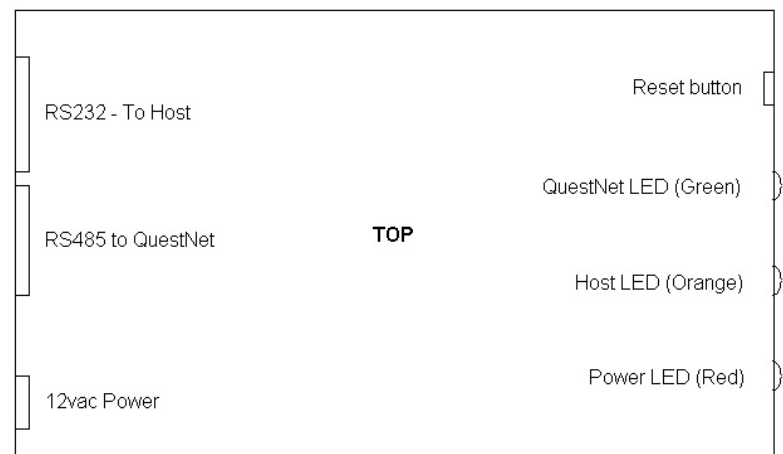 Reset button
RS232 - To Host
QuestNet LED (Green)
TOP
RS485 to QuestNet
Host LED (Orange)
Power LED (Red)
12vac Power